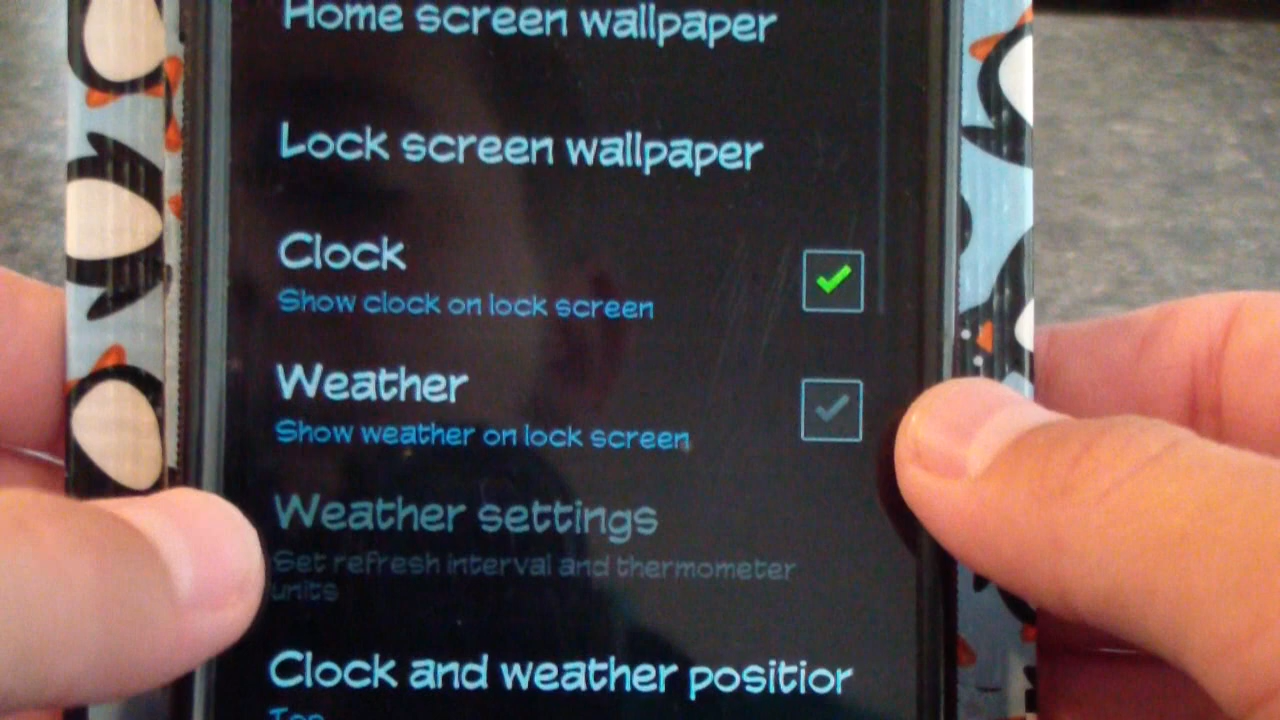 Home screen wallpaper
Lock screen wallpaper
Clock
Show clock on lock screen
Weather
Show weather on lock screen
Weather settings
Set refresh interval and thermometer
units
Clock and weather position